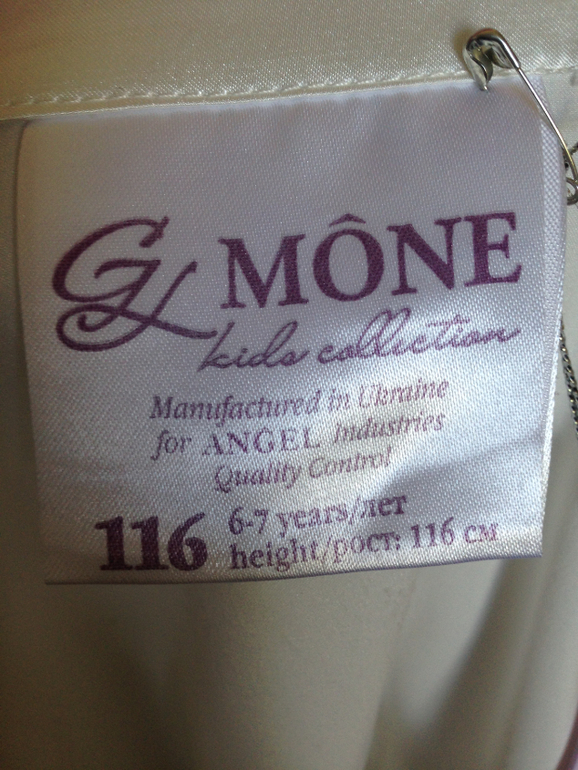 GL MÔNE
kids collection
Manufactured in Ukraine
for ANGEL Industries
Quality Control
116 6-7 years/лет
height/рост: 116 см